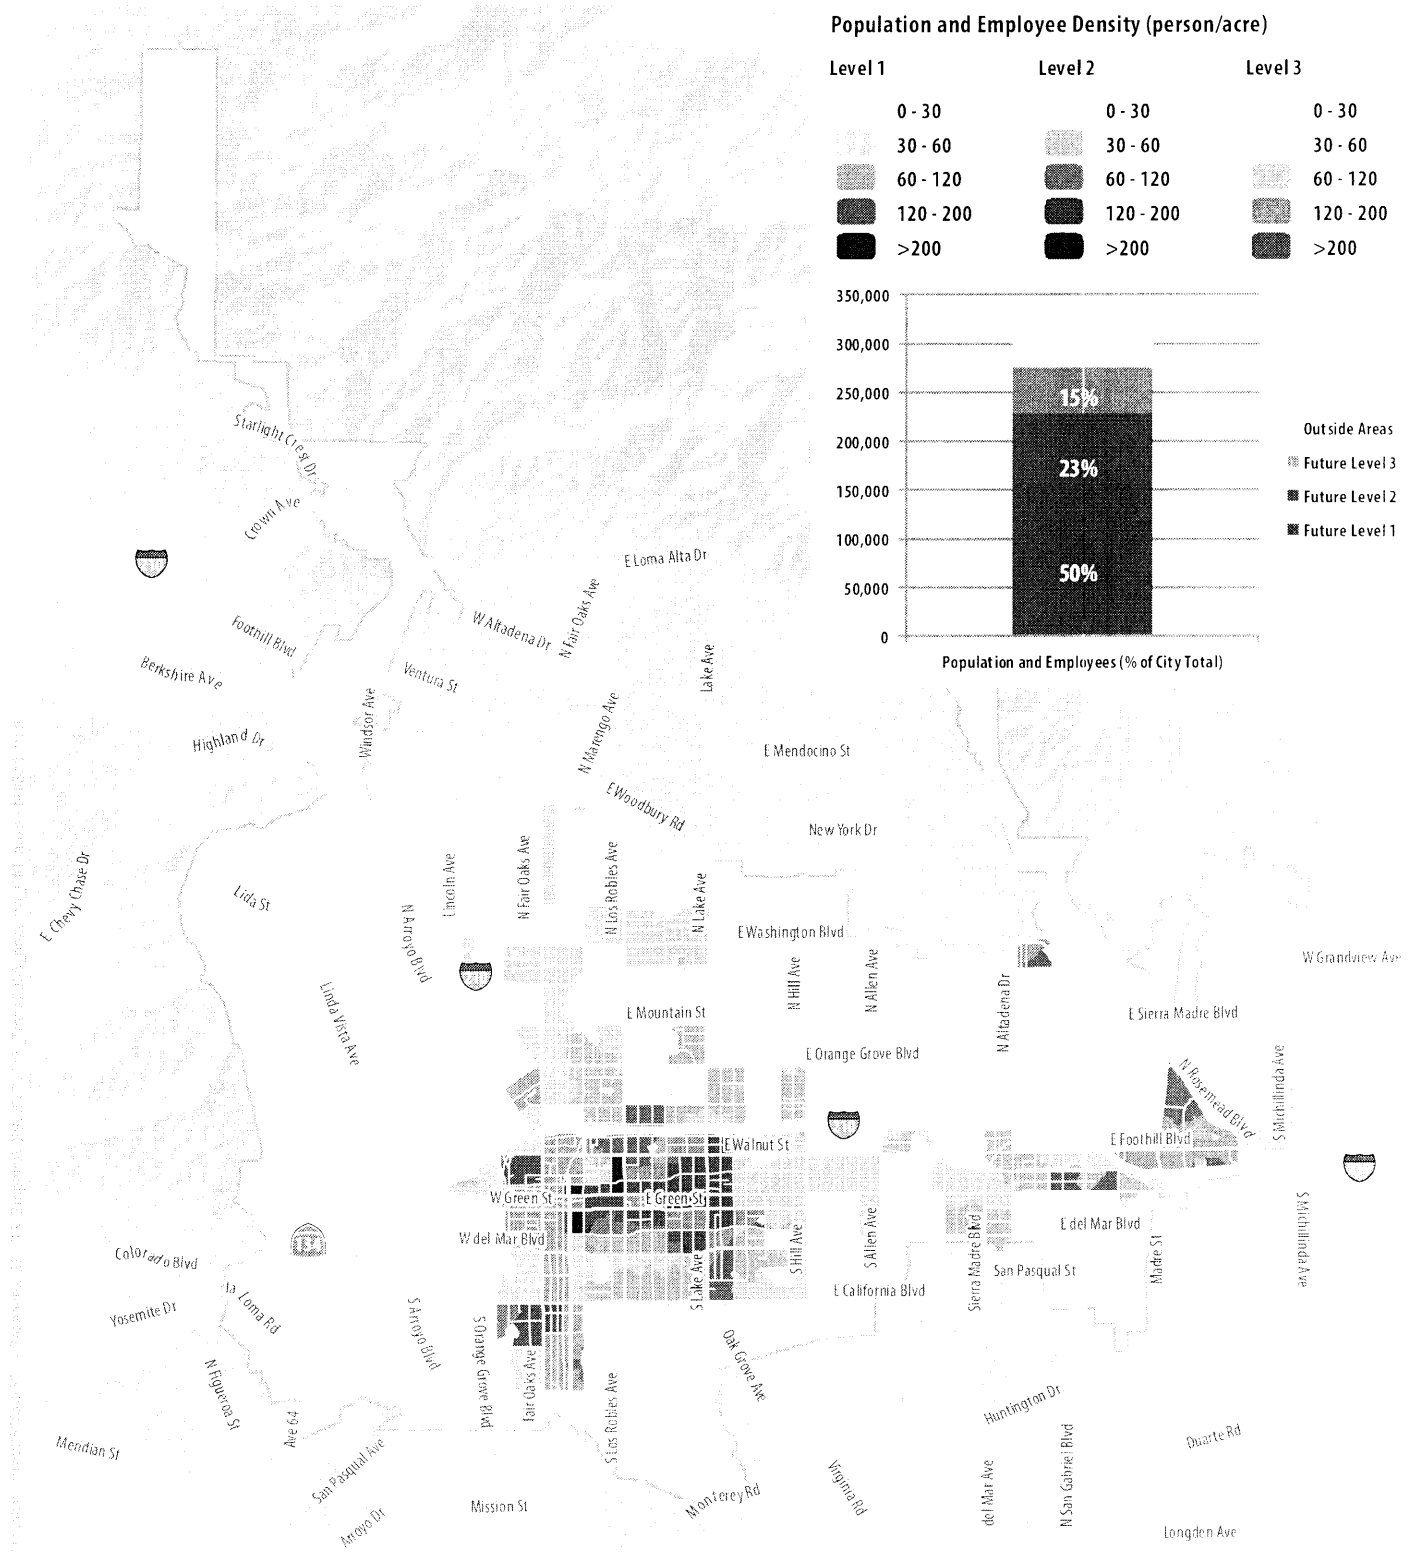 Population and Employee Density (person/acre)
Level 1 Level 2 Level 3
0 - 30 0 - 30 0 - 30
30 - 60 30 - 60 30 - 60
60 - 120 60 - 120 60 - 120
120 - 200 120 - 200 120 - 200
>200 >200 >200
350,000
300,000
250,000
200,000
150,000
100,000
50,000
0
15%
23%
50%
Outside Areas
Future Level 3
Future Level 2
Future Level 1
Population and Employees (% of City Total)
Starlight Crest Dr
Crown Ave
E Loma Alta Dr
N Fair Oaks Ave
W Altadena Dr
Foothill Blvd
Berkshire Ave
Ventura St
Lake Ave
Windsor Ave
Highland Dr
N Marengo Ave
E Mendocino St
E Woodbury Rd
New York Dr
E Chevy Chase Dr
Lida St
Lincoln Ave
N Fair Oaks Ave
N Los Robles Ave
N Lake Ave
N Arroyo Blvd
E Washington Blvd
W Grandview Ave
N Hill Ave
N Allen Ave
N Altadena Dr
Linda Vista Ave
E Mountain St
E Sierra Madre Blvd
E Orange Grove Blvd
N Rosemead Blvd
S Michillinda Ave
E Walnut St
E Foothill Blvd
W Green St
E Green St
W del Mar Blvd
E del Mar Blvd
S Hill Ave
S Allen Ave
Sierra Madre Blvd
Madre St
S Michillinda Ave
134
Colorado Blvd
San Pasqual St
S Lake Ave
E California Blvd
la Loma Rd
Yosemite Dr
S Arroyo Blvd
S Orange Grove Blvd
Fair Oaks Ave
Oak Grove Ave
N Figueroa St
Ave 64
S Los Robles Ave
Huntington Dr
Meridian St
San Pasqual Ave
Duarte Rd
N San Gabriel Blvd
del Mar Ave
Virginia Rd
Monterey Rd
Mission St
Arroyo Dr
Longden Ave